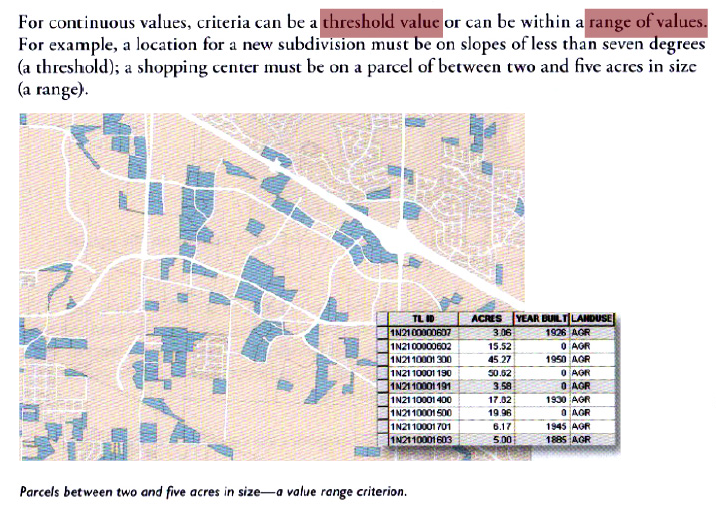 For continuous values, criteria can be a threshold value or can be within a range of values.
For example, a location for a new subdivision must be on slopes of less than seven degrees
(a threshold); a shopping center must be on a parcel of between two and five acres in size
(a range).
TL ID ACRES YEAR BUILT LANDUSE
1N2100000607 3.06 1926 AGR
1N2100000602 15.52 0 AGR
1N2110001300 45.27 1950 AGR
1N2110001190 50.62 0 AGR
1N2110001191 3.58 0 AGR
1N2110001400 17.82 1930 AGR
1N2110001500 19.96 0 AGR
1N2110001701 6.17 1945 AGR
1N2110001603 5.00 1885 AGR
Parcels between two and five acres in size—a value range criterion.